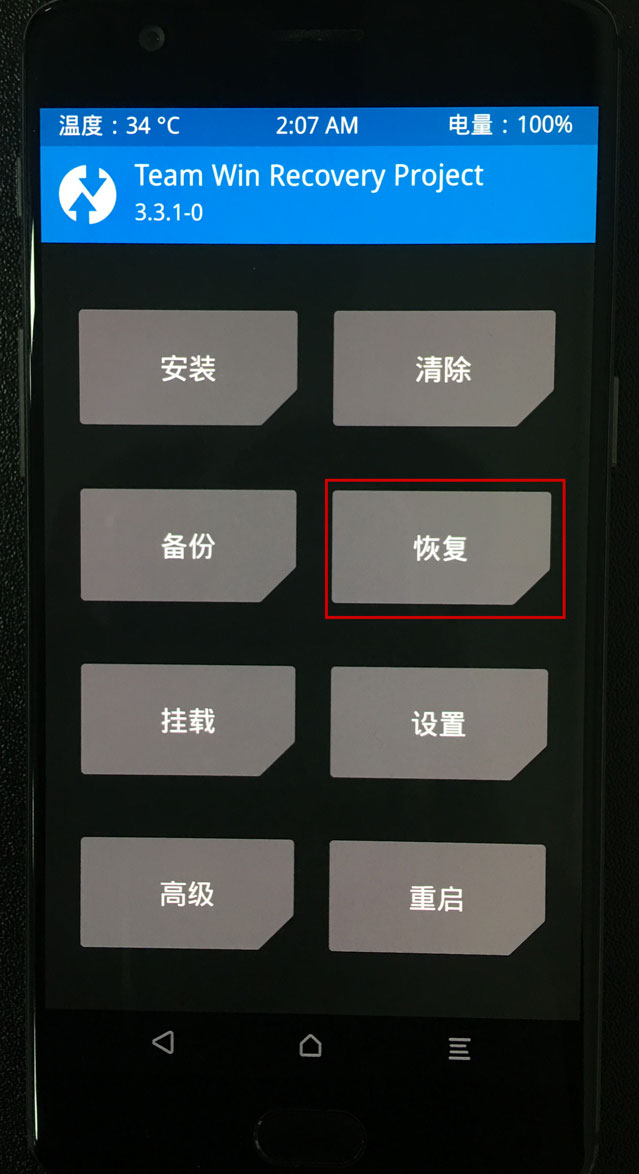 温度：34 °C 2:07 AM 电量：100%
Team Win Recovery Project
3.3.1-0
安装 清除
备份 恢复
挂载 设置
高级 重启